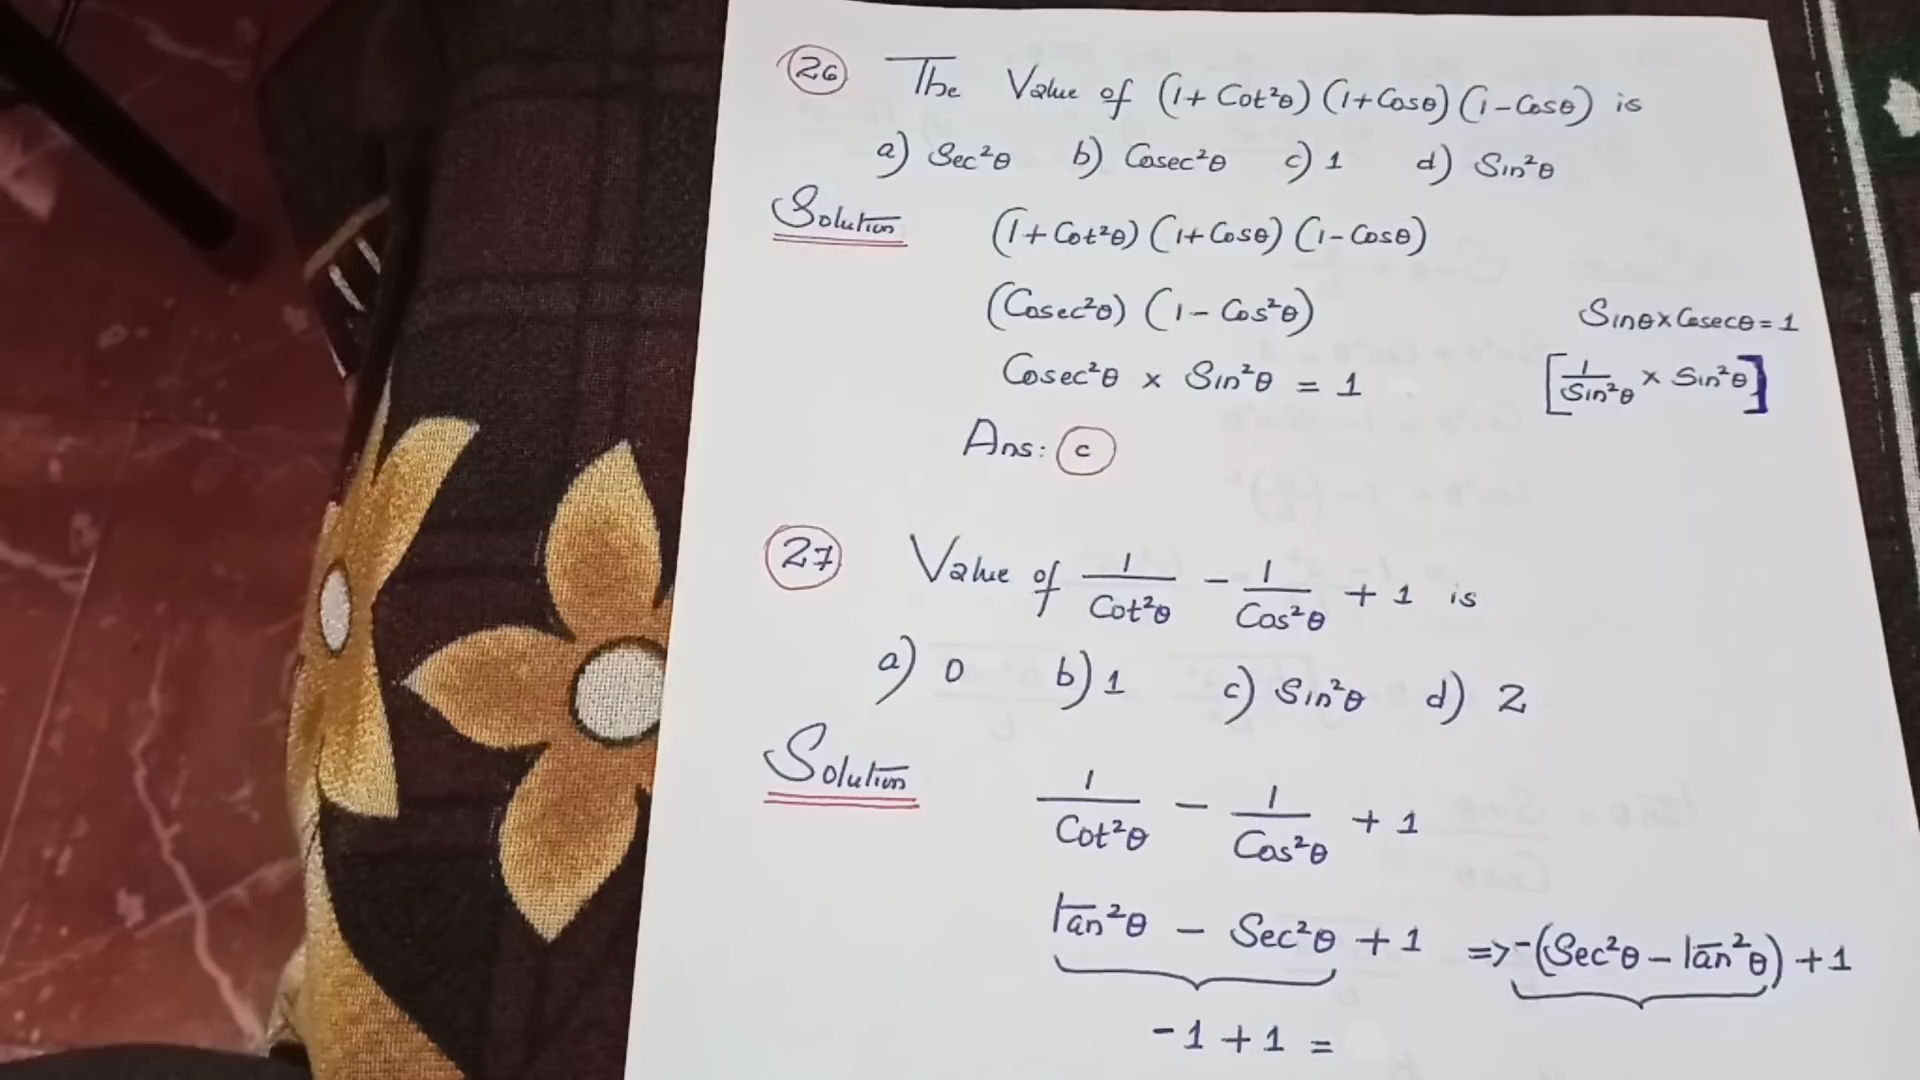 26 The Value of (1+ Cot²θ) (1+Cosθ) (1-Cosθ) is
a) Sec²θ b) Cosec²θ c) 1 d) Sin²θ
Solution (1+Cot²θ) (1+Cosθ) (1-Cosθ)
(Cosec²θ) (1- Cos²θ)
Sinθ×Cosecθ=1
Cosec²θ × Sin²θ = 1
[1/Sin²θ × Sin²θ]
Ans: c
27 Value of 1/Cot²θ - 1/Cos²θ + 1 is
a) 0 b) 1 c) Sin²θ d) 2
Solution 1/Cot²θ - 1/Cos²θ + 1
tan²θ - Sec²θ + 1 => -(Sec²θ - tan²θ) + 1
-1 + 1 =